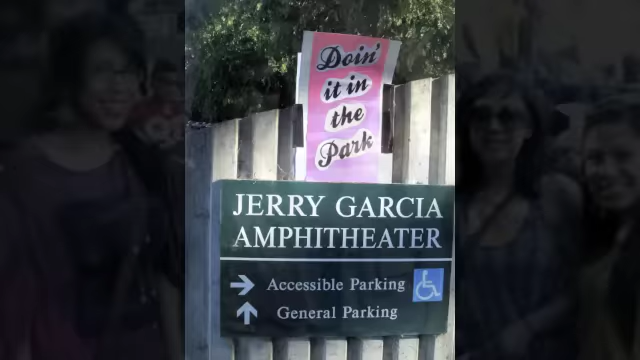 Doin'
it in
the
Park
JERRY GARCIA
AMPHITHEATER
Accessible Parking
General Parking